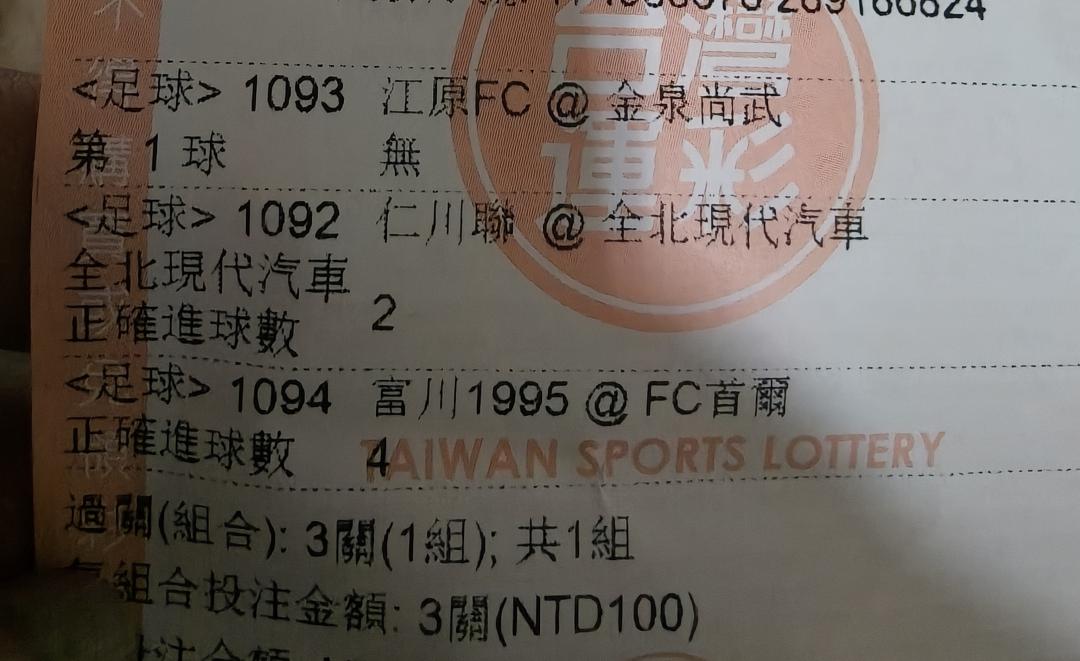 <足球> 1093 江原FC @ 金泉尚武
第 1 球 無
<足球> 1092 仁川聯 @ 全北現代汽車
全北現代汽車
正確進球數 2
<足球> 1094 富川1995 @ FC首爾
正確進球數 4
TAIWAN SPORTS LOTTERY
過關(組合): 3關(1組); 共1組
組合投注金額: 3關(NTD100)
台灣
運彩